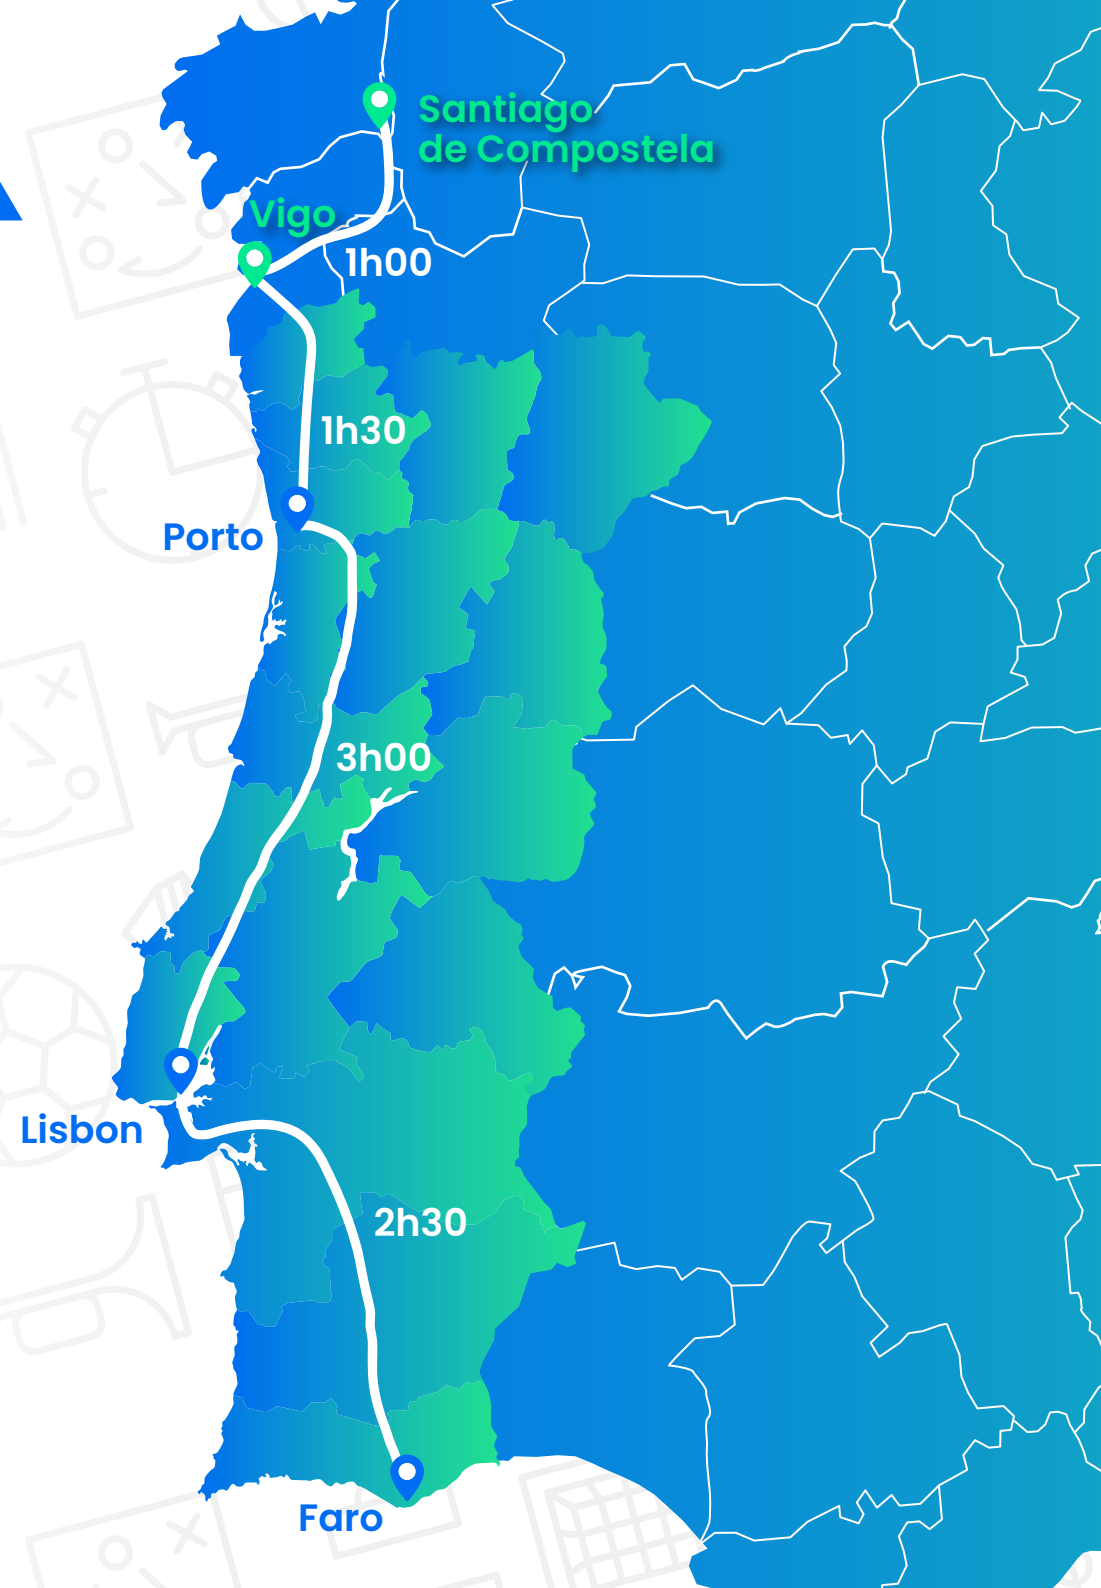 Santiago
de Compostela
Vigo
1h00
1h30
Porto
3h00
Lisbon
2h30
Faro